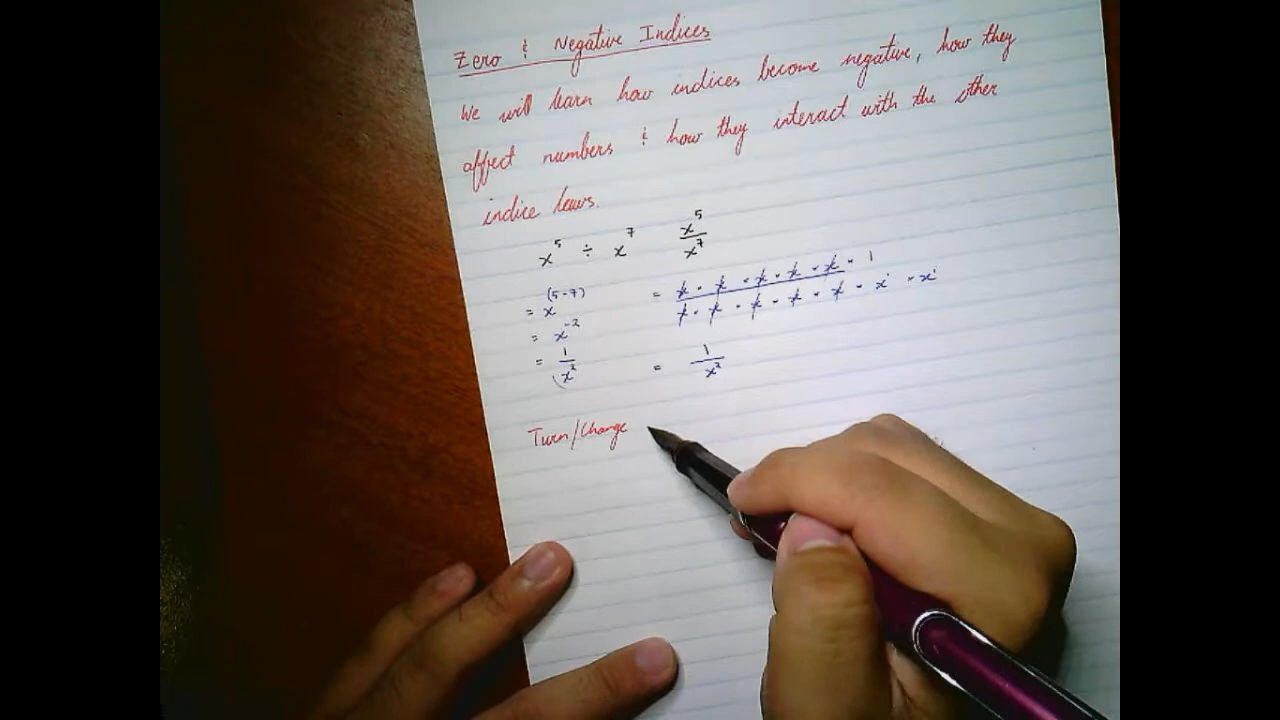 Zero & Negative Indices
We will learn how indices become negative, how they
affect numbers & how they interact with the other
indice laws.
x⁵ ÷ x⁷    x⁵/x⁷
= x^(5-7)    = x × x × x × x × x × 1 / x × x × x × x × x × x × x
= x⁻²
= 1/x²    = 1/x²
Turn/Change